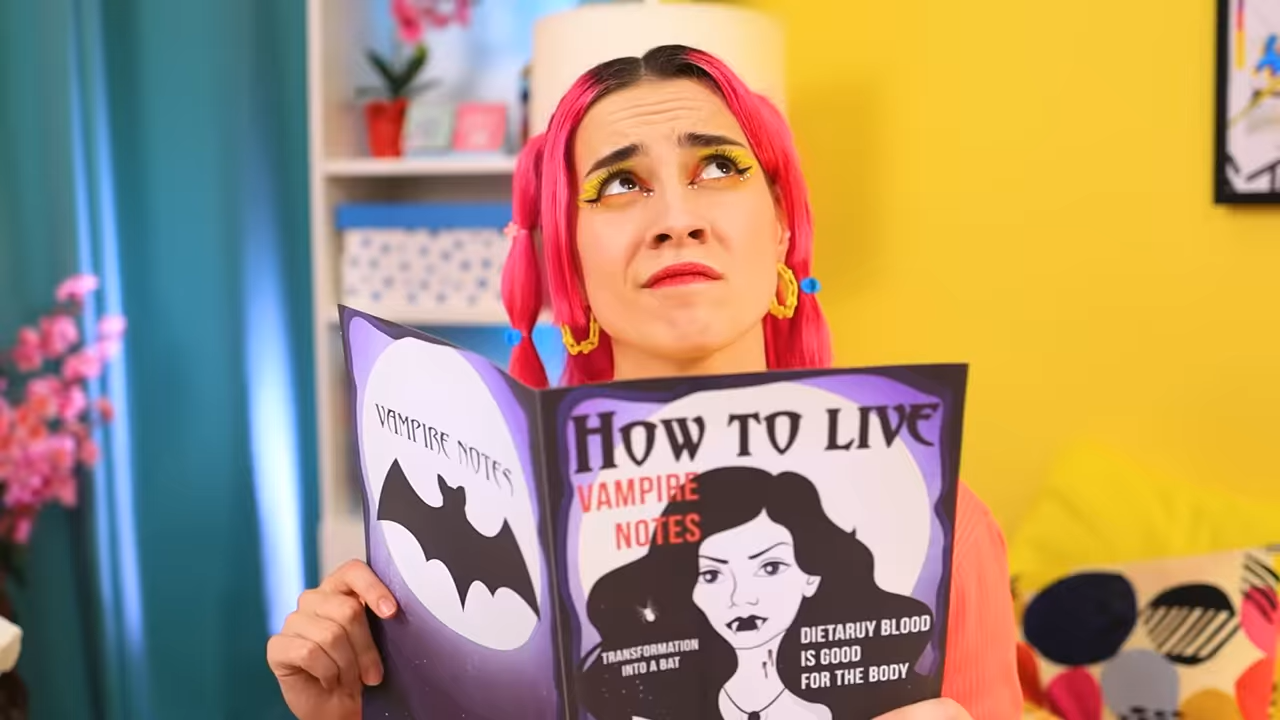 VAMPIRE NOTES
HOW TO LIVE
VAMPIRE
NOTES
TRANSFORMATION
INTO A BAT
DIETARUY BLOOD
IS GOOD
FOR THE BODY